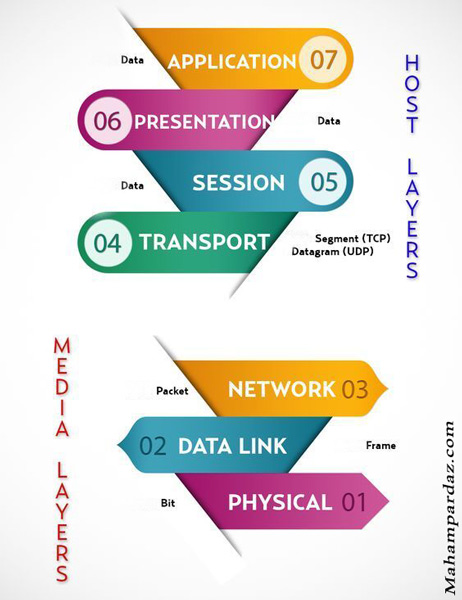 Data
APPLICATION 07
06 PRESENTATION
Data
Data
SESSION 05
04 TRANSPORT
Segment (TCP)
Datagram (UDP)
HOST LAYERS
MEDIA LAYERS
Packet
NETWORK 03
02 DATA LINK
Frame
Bit
PHYSICAL 01
Mahampardaz.com